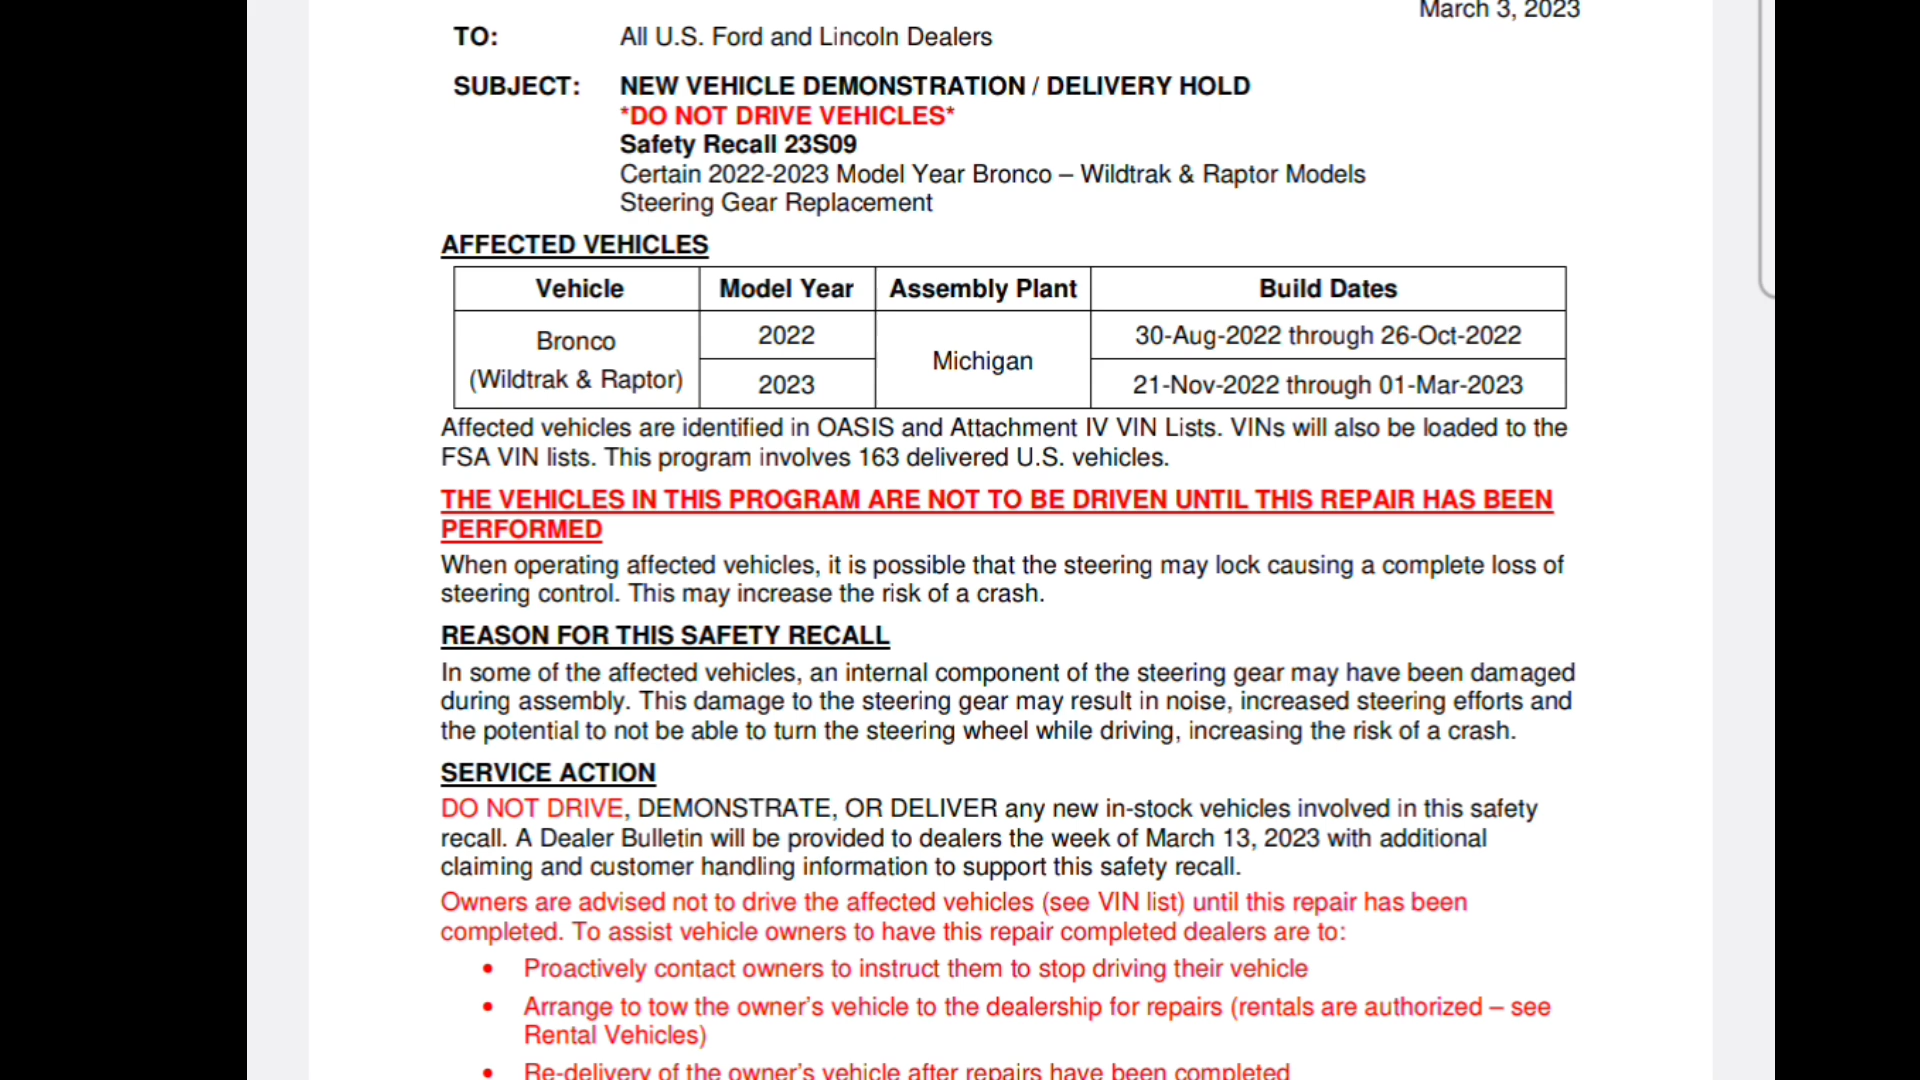 March 3, 2023
TO: All U.S. Ford and Lincoln Dealers
SUBJECT: NEW VEHICLE DEMONSTRATION / DELIVERY HOLD
*DO NOT DRIVE VEHICLES*
Safety Recall 23S09
Certain 2022-2023 Model Year Bronco – Wildtrak & Raptor Models
Steering Gear Replacement
AFFECTED VEHICLES
Vehicle Model Year Assembly Plant Build Dates
Bronco
(Wildtrak & Raptor)
2022
Michigan
30-Aug-2022 through 26-Oct-2022
2023
21-Nov-2022 through 01-Mar-2023
Affected vehicles are identified in OASIS and Attachment IV VIN Lists. VINs will also be loaded to the
FSA VIN lists. This program involves 163 delivered U.S. vehicles.
THE VEHICLES IN THIS PROGRAM ARE NOT TO BE DRIVEN UNTIL THIS REPAIR HAS BEEN
PERFORMED
When operating affected vehicles, it is possible that the steering may lock causing a complete loss of
steering control. This may increase the risk of a crash.
REASON FOR THIS SAFETY RECALL
In some of the affected vehicles, an internal component of the steering gear may have been damaged
during assembly. This damage to the steering gear may result in noise, increased steering efforts and
the potential to not be able to turn the steering wheel while driving, increasing the risk of a crash.
SERVICE ACTION
DO NOT DRIVE, DEMONSTRATE, OR DELIVER any new in-stock vehicles involved in this safety
recall. A Dealer Bulletin will be provided to dealers the week of March 13, 2023 with additional
claiming and customer handling information to support this safety recall.
Owners are advised not to drive the affected vehicles (see VIN list) until this repair has been
completed. To assist vehicle owners to have this repair completed dealers are to:
• Proactively contact owners to instruct them to stop driving their vehicle
• Arrange to tow the owner's vehicle to the dealership for repairs (rentals are authorized – see
Rental Vehicles)
• Re-delivery of the owner's vehicle after repairs have been completed